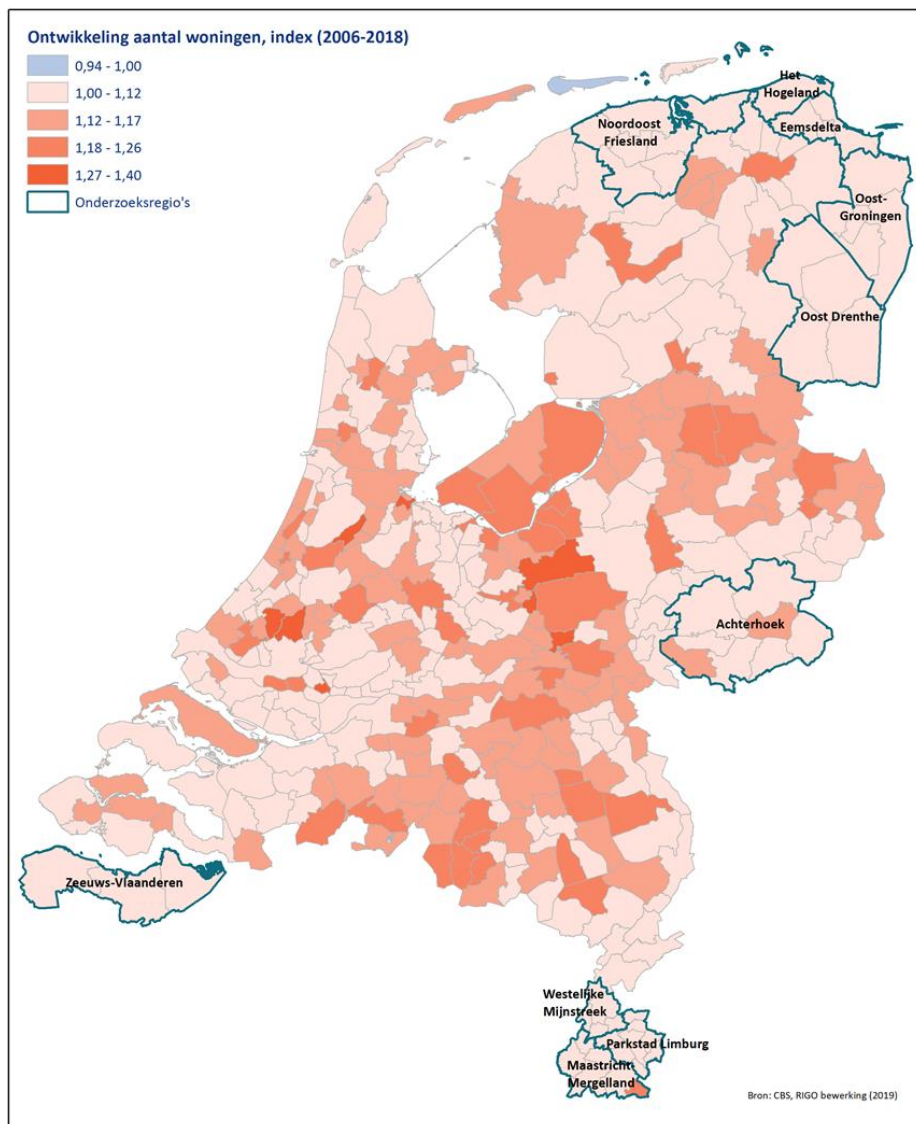 Ontwikkeling aantal woningen, index (2006-2018)
0,94 - 1,00
1,00 - 1,12
1,12 - 1,17
1,18 - 1,26
1,27 - 1,40
Onderzoeksregio's
Het
Hogeland
Noordoost
Friesland
Eemsdelta
Oost-
Groningen
Oost Drenthe
Achterhoek
Zeeuws-Vlaanderen
Westelijke
Mijnstreek
Parkstad Limburg
Maastricht-
Mergelland
Bron: CBS, RIGO bewerking (2019)